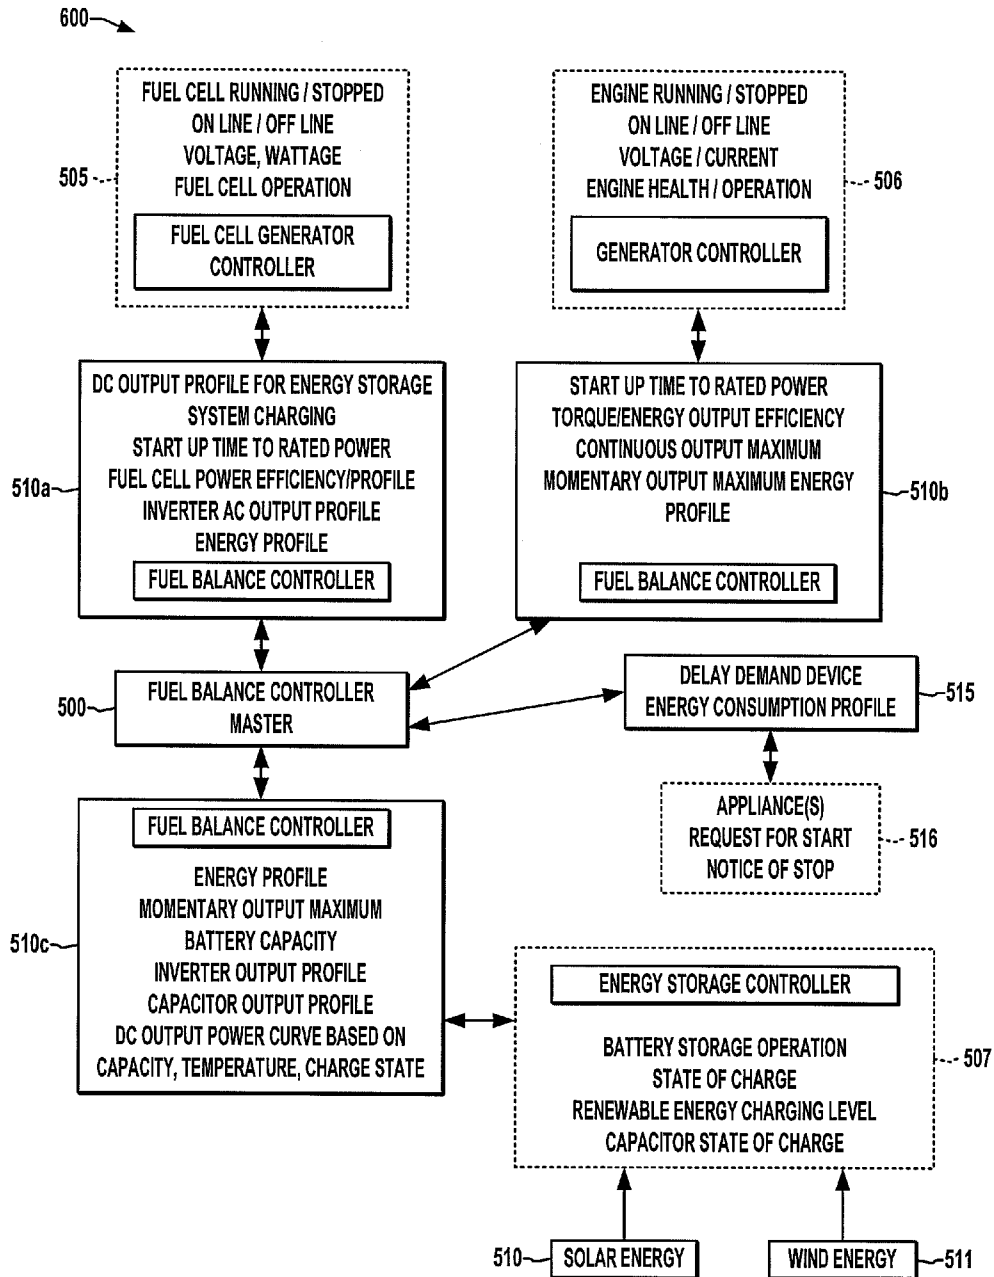 600
FUEL CELL RUNNING / STOPPED
ON LINE / OFF LINE
VOLTAGE, WATTAGE
FUEL CELL OPERATION
505
FUEL CELL GENERATOR
CONTROLLER
ENGINE RUNNING / STOPPED
ON LINE / OFF LINE
VOLTAGE / CURRENT
ENGINE HEALTH / OPERATION
506
GENERATOR CONTROLLER
DC OUTPUT PROFILE FOR ENERGY STORAGE
SYSTEM CHARGING
START UP TIME TO RATED POWER
FUEL CELL POWER EFFICIENCY/PROFILE
INVERTER AC OUTPUT PROFILE
ENERGY PROFILE
510a
FUEL BALANCE CONTROLLER
START UP TIME TO RATED POWER
TORQUE/ENERGY OUTPUT EFFICIENCY
CONTINUOUS OUTPUT MAXIMUM
MOMENTARY OUTPUT MAXIMUM ENERGY
PROFILE
510b
FUEL BALANCE CONTROLLER
500
FUEL BALANCE CONTROLLER
MASTER
DELAY DEMAND DEVICE
ENERGY CONSUMPTION PROFILE
515
APPLIANCE(S)
REQUEST FOR START
NOTICE OF STOP
516
FUEL BALANCE CONTROLLER
ENERGY PROFILE
MOMENTARY OUTPUT MAXIMUM
BATTERY CAPACITY
INVERTER OUTPUT PROFILE
CAPACITOR OUTPUT PROFILE
DC OUTPUT POWER CURVE BASED ON
CAPACITY, TEMPERATURE, CHARGE STATE
510c
ENERGY STORAGE CONTROLLER
BATTERY STORAGE OPERATION
STATE OF CHARGE
RENEWABLE ENERGY CHARGING LEVEL
CAPACITOR STATE OF CHARGE
507
510
SOLAR ENERGY
WIND ENERGY
511